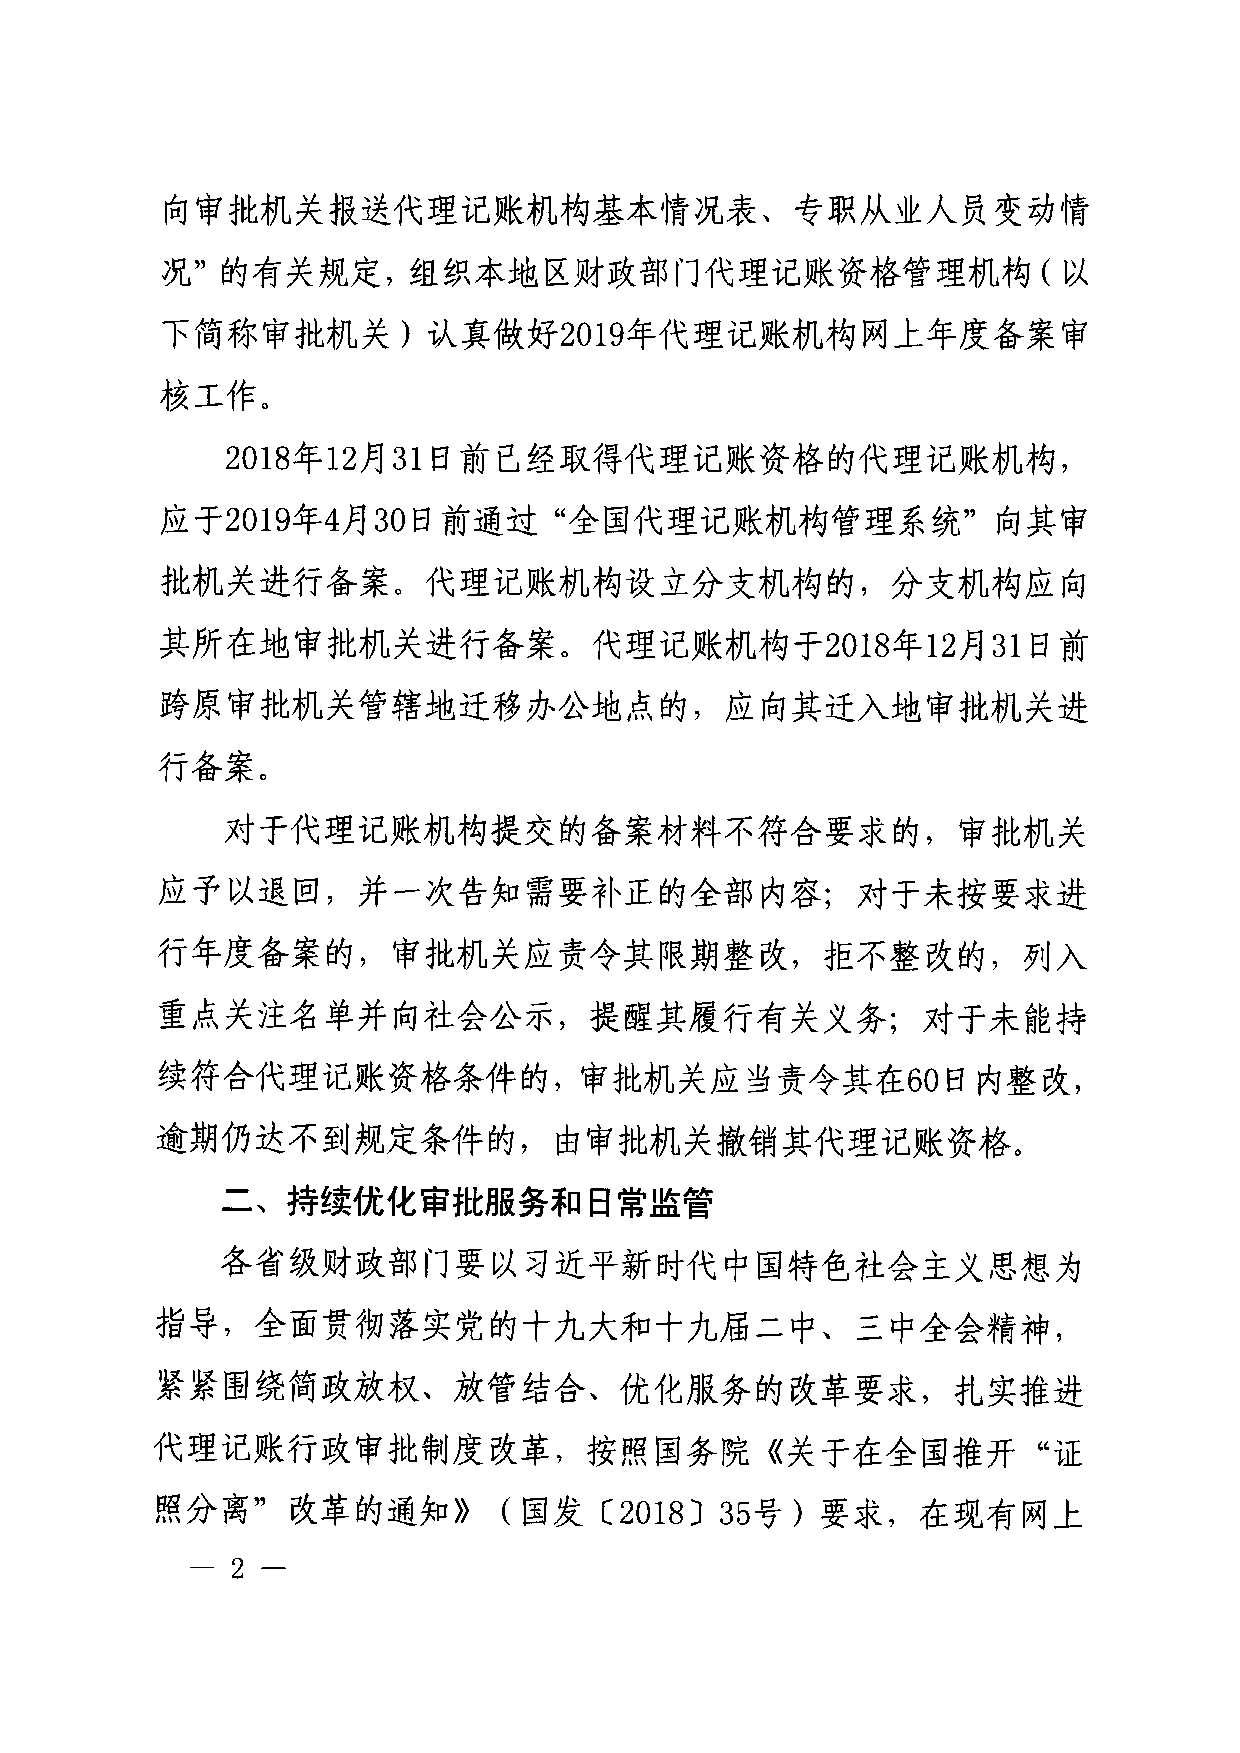 向审批机关报送代理记账机构基本情况表、专职从业人员变动情
况”的有关规定，组织本地区财政部门代理记账资格管理机构（以
下简称审批机关）认真做好2019年代理记账机构网上年度备案审
核工作。
2018年12月31日前已经取得代理记账资格的代理记账机构，
应于2019年4月30日前通过“全国代理记账机构管理系统”向其审
批机关进行备案。代理记账机构设立分支机构的，分支机构应向
其所在地审批机关进行备案。代理记账机构于2018年12月31日前
跨原审批机关管辖地迁移办公地点的，应向其迁入地审批机关进
行备案。
对于代理记账机构提交的备案材料不符合要求的，审批机关
应予以退回，并一次告知需要补正的全部内容；对于未按要求进
行年度备案的，审批机关应责令其限期整改，拒不整改的，列入
重点关注名单并向社会公示，提醒其履行有关义务；对于未能持
续符合代理记账资格条件的，审批机关应当责令其在60日内整改，
逾期仍达不到规定条件的，由审批机关撤销其代理记账资格。
二、持续优化审批服务和日常监管
各省级财政部门要以习近平新时代中国特色社会主义思想为
指导，全面贯彻落实党的十九大和十九届二中、三中全会精神，
紧紧围绕简政放权、放管结合、优化服务的改革要求，扎实推进
代理记账行政审批制度改革，按照国务院《关于在全国推开“证
照分离”改革的通知》（国发〔2018〕35号）要求，在现有网上
— 2 —